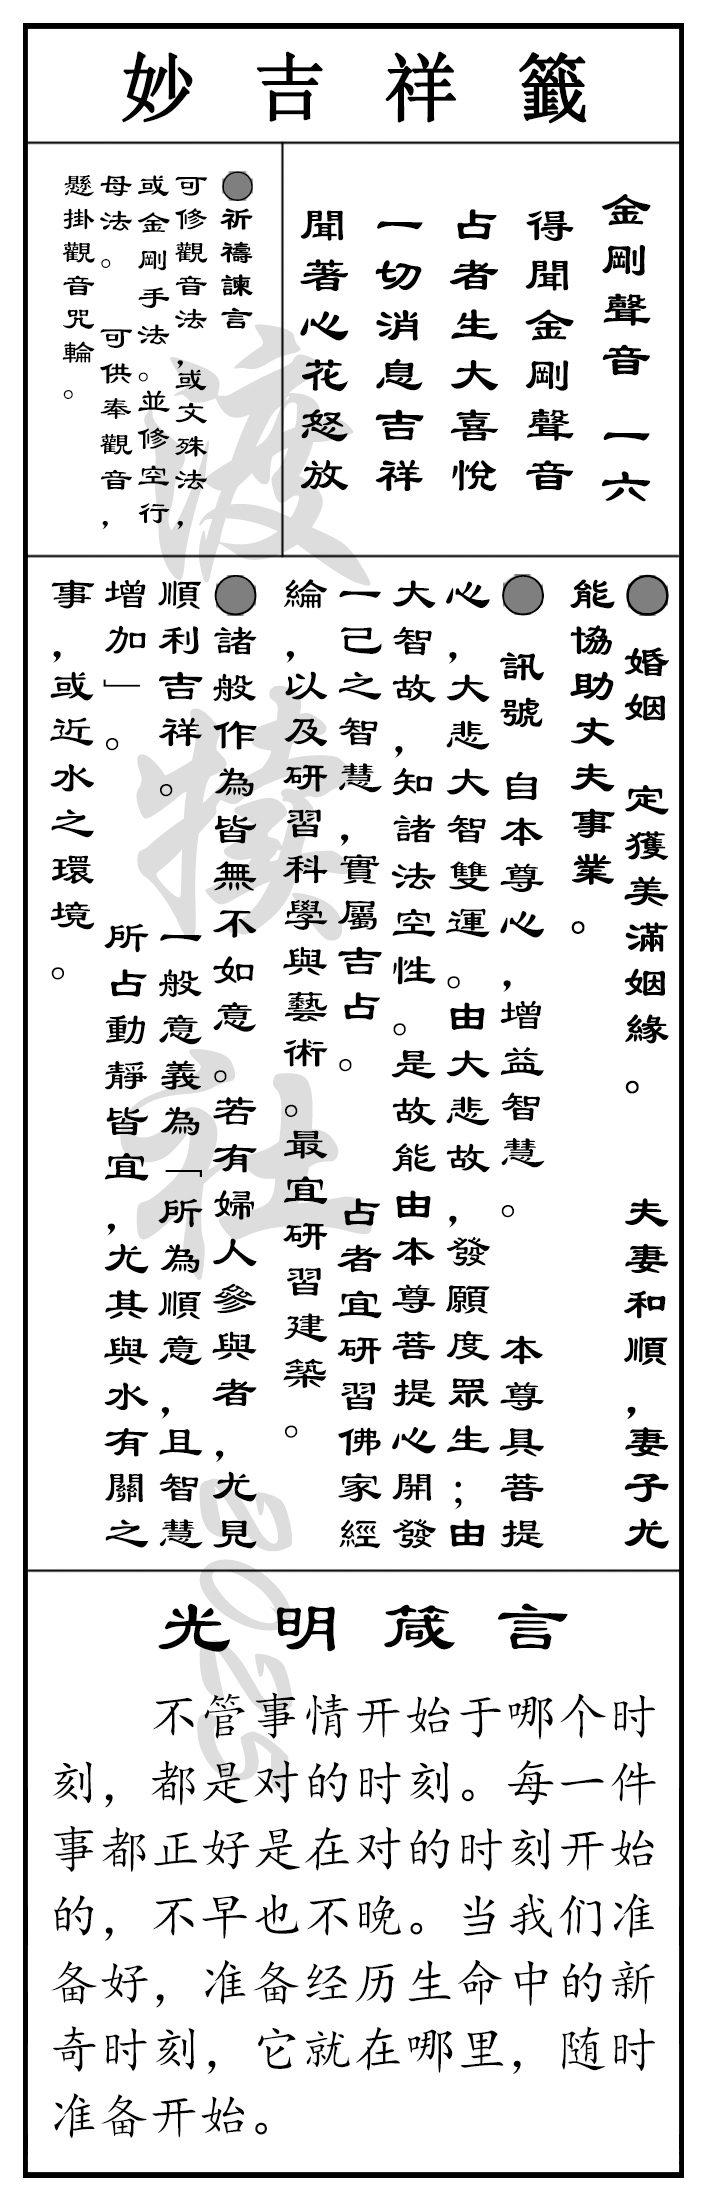 妙吉祥籤
金剛聲音 一六
得聞金剛聲音
占者生大喜悅
一切消息吉祥
聞著心花怒放
●祈禱諫言
可修觀音法,或文殊法,
或金剛手法。並修空行
母法。 可供奉觀音,
懸掛觀音咒輪。
● 婚姻 定獲美滿姻緣。 夫妻和順,妻子尤
能協助丈夫事業。
● 訊號 自本尊心,增益智慧。 本尊具菩提
心,大悲大智雙運。由大悲故,發願度眾生;由
大智故,知諸法空性。是故能由本尊菩提心開發
一己之智慧,實屬吉占。 占者宜研習佛家經
綸,以及研習科學與藝術。最宜研習建築。
●諸般作為皆無不如意。若有婦人參與者,尤見
順利吉祥。 一般意義為「所為順意,且智慧
增加」。 所占動靜皆宜,尤其與水有關之
事,或近水之環境。
光明箴言
不管事情开始于哪个时
刻，都是对的时刻。每一件
事都正好是在对的时刻开始
的，不早也不晚。当我们准
备好，准备经历生命中的新
奇时刻，它就在哪里，随时
准备开始。
渡犊社2025